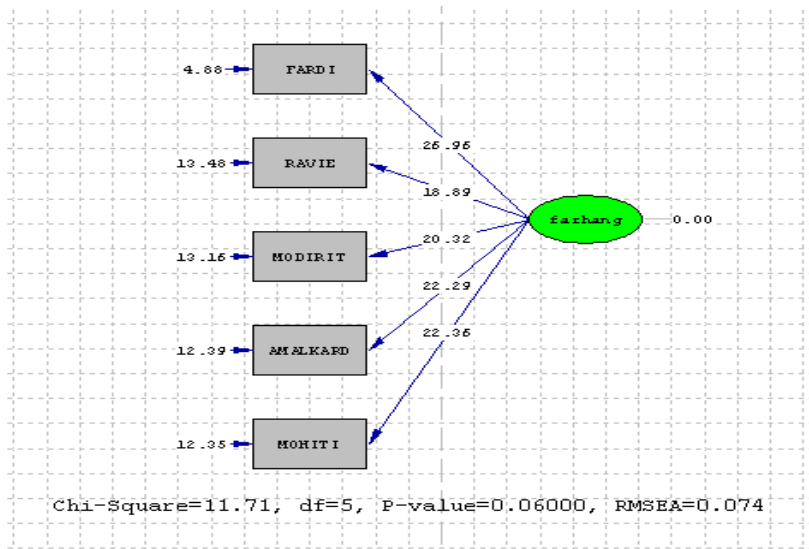 4.88 FARDI
26.96
13.48 RAVIE
18.89
farhang 0.00
20.32
13.16 MODIRIT
22.29
22.36
12.39 AMALKARD
12.35 MOHITI
Chi-Square=11.71, df=5, P-value=0.06000, RMSEA=0.074